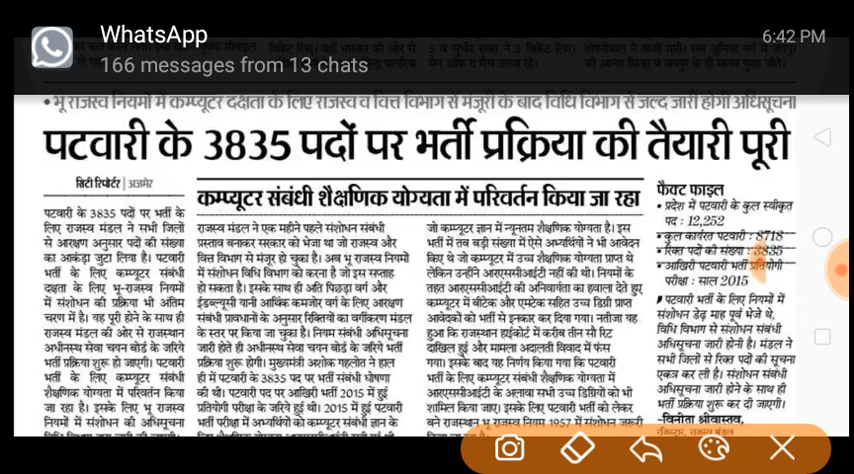 WhatsApp
6:42 PM
166 messages from 13 chats
• भू राजस्व नियमों में कम्प्यूटर दक्षता के लिए राजस्व व वित्त विभाग से मंजूरी के बाद विधि विभाग से जल्द जारी होगी अधिसूचना
पटवारी के 3835 पदों पर भर्ती प्रक्रिया की तैयारी पूरी
सिटी रिपोर्टर | अजमेर
पटवारी के 3835 पदों पर भर्ती के
लिए राजस्व मंडल ने सभी जिलों
से आरक्षण अनुसार पदों की संख्या
का आकंड़ा जुटा लिया है। पटवारी
भर्ती के लिए कम्प्यूटर संबंधी
दक्षता के लिए भू-राजस्व नियमों
में संशोधन की प्रक्रिया भी अंतिम
चरण में है। यह पूरी होने के साथ ही
राजस्व मंडल की ओर से राजस्थान
अधीनस्थ सेवा चयन बोर्ड के जरिये
भर्ती प्रक्रिया शुरू हो जाएगी। पटवारी
भर्ती के लिए कम्प्यूटर संबंधी
शैक्षणिक योग्यता में परिवर्तन किया
जा रहा है। इसके लिए भू राजस्व
नियमों में संशोधन की अधिसूचना
कम्प्यूटर संबंधी शैक्षणिक योग्यता में परिवर्तन किया जा रहा
राजस्व मंडल ने एक महीने पहले संशोधन संबंधी
प्रस्ताव बनाकर सरकार को भेजा था जो राजस्व और
वित्त विभाग से मंजूर हो चुका है। अब भू राजस्व नियमों
में संशोधन विधि विभाग को करना है जो इस सप्ताह
हो सकता है। इसके साथ ही अति पिछड़ा वर्ग और
ईडब्ल्यूसी यानी आर्थिक कमजोर वर्ग के लिए आरक्षण
संबंधी प्रावधानों के अनुसार रिक्तियों का वर्गीकरण मंडल
के स्तर पर किया जा चुका है। नियम संबंधी अधिसूचना
जारी होते ही अधीनस्थ सेवा चयन बोर्ड के जरिये भर्ती
प्रक्रिया शुरू होगी। मुख्यमंत्री अशोक गहलोत ने हाल
ही में पटवारी के 3835 पद पर भर्ती संबंधी घोषणा
की थी। पटवारी पद पर आखिरी भर्ती 2015 में हुई
प्रतियोगी परीक्षा के जरिये हुई थी। 2015 में हुई पटवारी
भर्ती परीक्षा में अभ्यर्थियों को कम्प्यूटर संबंधी ज्ञान के
जो कम्प्यूटर ज्ञान में न्यूनतम शैक्षणिक योग्यता है। इस
भर्ती में तब बड़ी संख्या में ऐसे अभ्यर्थियों ने भी आवेदन
किए थे जो कम्प्यूटर में उच्च शैक्षणिक योग्यता प्राप्त थे
लेकिन उन्होंने आरएससीआईटी नहीं की थी। नियमों के
तहत आरएससीआईटी की अनिवार्यता का हवाला देते हुए
कम्प्यूटर में बीटेक और एमटेक सहित उच्च डिग्री प्राप्त
आवेदकों को भर्ती से इनकार कर दिया गया। नतीजा यह
हुआ कि राजस्थान हाईकोर्ट में करीब तीन सौ रिट
दाखिल हुई और मामला अदालती विवाद में फंस
गया। इसके बाद यह निर्णय किया गया कि पटवारी
भर्ती के लिए कम्प्यूटर संबंधी शैक्षणिक योग्यता में
आरएससीआईटी के अलावा सभी उच्च डिग्रियों को भी
शामिल किया जाए। इसके लिए पटवारी भर्ती को लेकर
बने राजस्थान भू राजस्व नियम 1957 में संशोधन जरूरी
फैक्ट फाइल
• प्रदेश में पटवारी के कुल स्वीकृत
पद : 12,252
• कुल कार्यरत पटवारी : 8718
• रिक्त पदों की संख्या : 3835
• आखिरी पटवारी भर्ती प्रतियोगी
परीक्षा : साल 2015
पटवारी भर्ती के लिए नियमों में
संशोधन डेढ़ माह पूर्व भेजे थे,
विधि विभाग से संशोधन संबंधी
अधिसूचना जारी होनी है। मंडल ने
सभी जिलों से रिक्त पदों की सूचना
एकत्र कर ली है। संशोधन संबंधी
अधिसूचना जारी होने के साथ ही
भर्ती प्रक्रिया शुरू कर दी जाएगी।
-विनीता श्रीवास्तव,